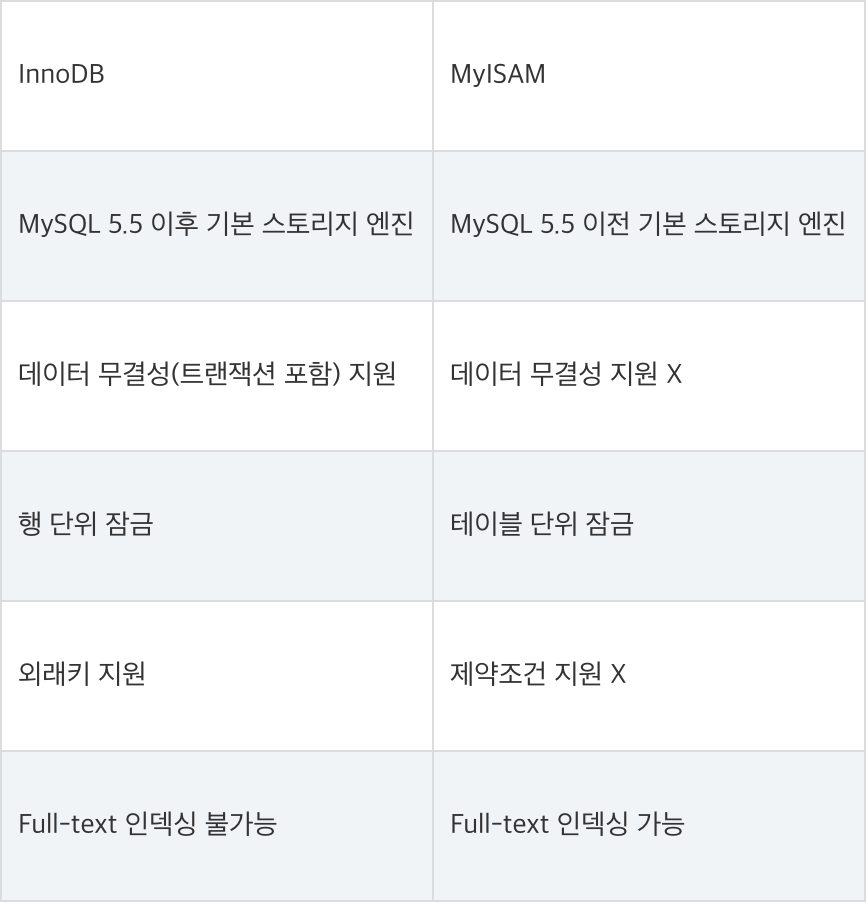 InnoDB
MyISAM
MySQL 5.5 이후 기본 스토리지 엔진
MySQL 5.5 이전 기본 스토리지 엔진
데이터 무결성(트랜잭션 포함) 지원
데이터 무결성 지원 X
행 단위 잠금
테이블 단위 잠금
외래키 지원
제약조건 지원 X
Full-text 인덱싱 불가능
Full-text 인덱싱 가능